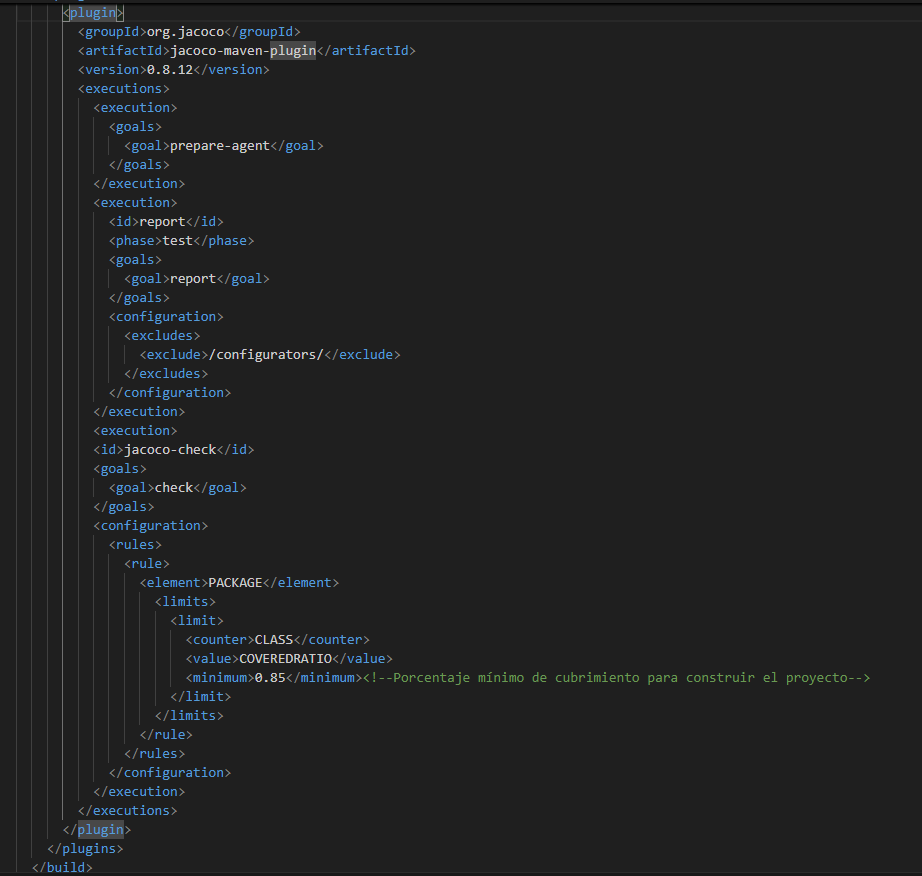 <plugin>
<groupId>org.jacoco</groupId>
<artifactId>jacoco-maven-plugin</artifactId>
<version>0.8.12</version>
<executions>
<execution>
<goals>
<goal>prepare-agent</goal>
</goals>
</execution>
<execution>
<id>report</id>
<phase>test</phase>
<goals>
<goal>report</goal>
</goals>
<configuration>
<excludes>
<exclude>/configurators/</exclude>
</excludes>
</configuration>
</execution>
<execution>
<id>jacoco-check</id>
<goals>
<goal>check</goal>
</goals>
<configuration>
<rules>
<rule>
<element>PACKAGE</element>
<limits>
<limit>
<counter>CLASS</counter>
<value>COVEREDRATIO</value>
<minimum>0.85</minimum><!--Porcentaje mínimo de cubrimiento para construir el proyecto-->
</limit>
</limits>
</rule>
</rules>
</configuration>
</execution>
</executions>
</plugin>
</plugins>
</build>